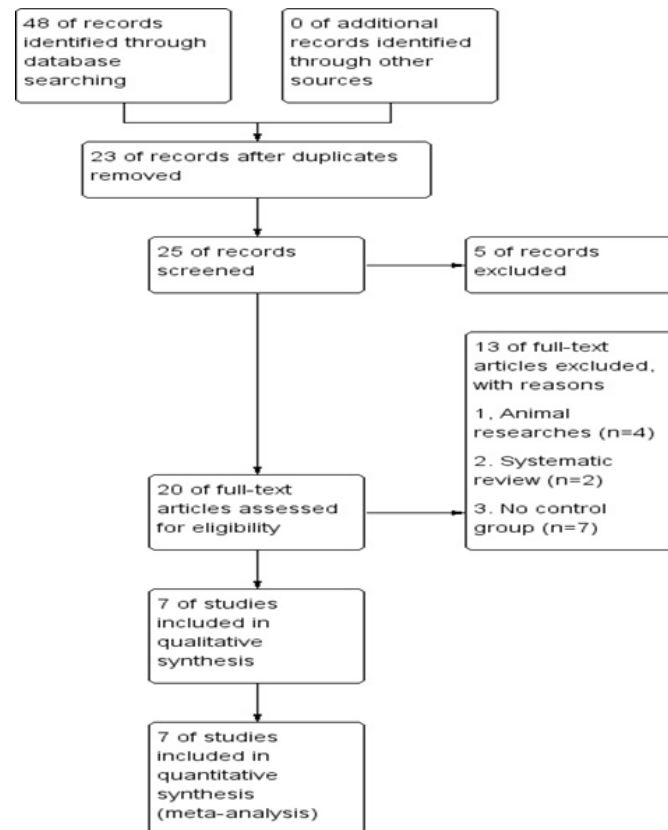 48 of records
identified through
database
searching
0 of additional
records identified
through other
sources
23 of records after duplicates
removed
25 of records
screened
5 of records
excluded
13 of full-text
articles excluded,
with reasons
1, Animal
researches (n=4)
2. Systematic
review (n=2)
3. No control
group (n=7)
20 of full-text
articles assessed
for eligibility
7 of studies
included in
qualitative
synthesis
7 of studies
included in
quantitative
synthesis
(meta-analysis)